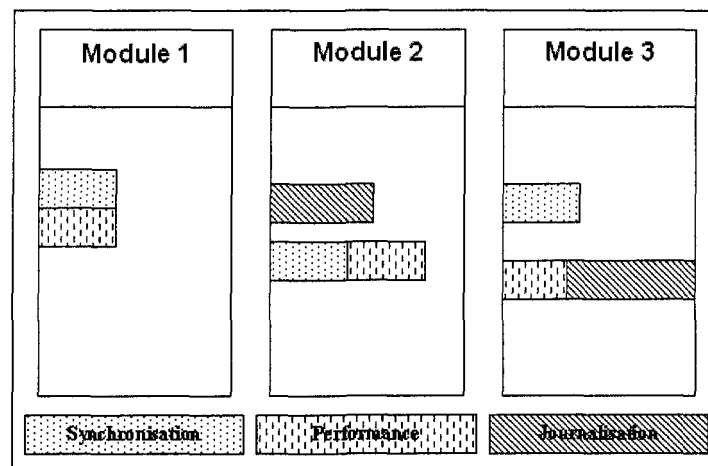 Module 1
Module 2
Module 3
Synchronisation
Performance
Journalisation